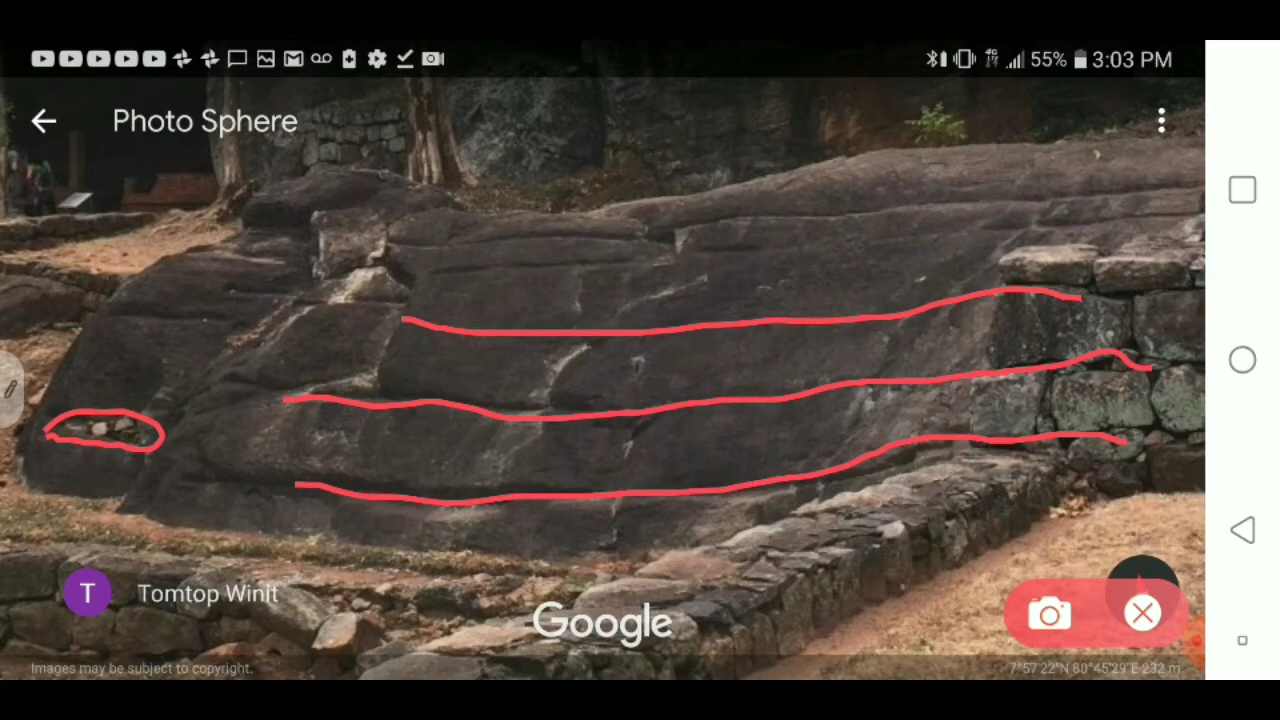 55% 3:03 PM
Photo Sphere
T Tomtop Winit
Google
Images may be subject to copyright.
7°57'22"N 80°45'29"E 232 m